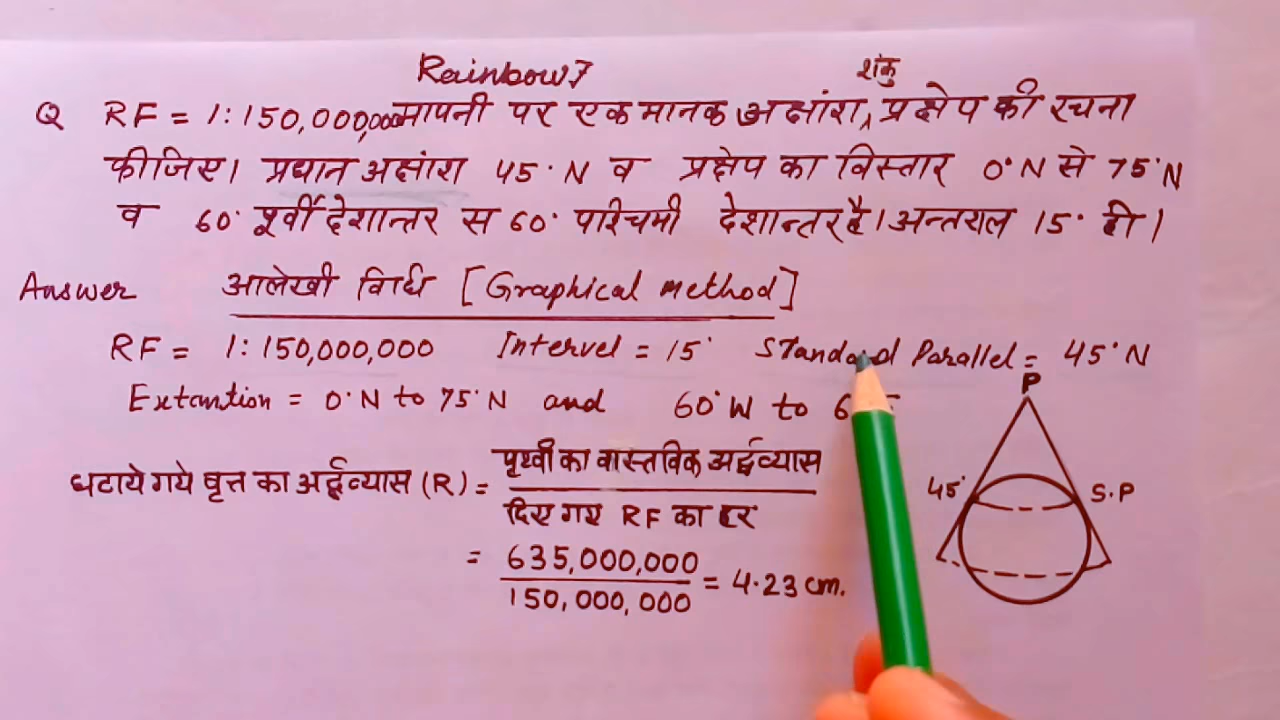 Rainbow7
शंकु
Q RF = 1:150,000,000 मापनी पर एक मानक अक्षांश प्रक्षेप की रचना
कीजिए। प्रधान अक्षांश 45°N व प्रक्षेप का विस्तार 0°N से 75°N
व 60° पूर्वी देशान्तर स 60° पश्चिमी देशान्तर है। अन्तराल 15° हो।
Answer आलेखी विधि [Graphical method]
RF = 1:150,000,000 Interval = 15° Standard Parallel = 45°N
Extantion = 0°N to 75°N and 60°W to
घटाये गये वृत्त का अर्द्धव्यास (R) = पृथ्वी का वास्तविक अर्द्धव्यास
दिए गए RF का हर
= 635,000,000
150,000,000
= 4.23 cm.
P
45°
S.P